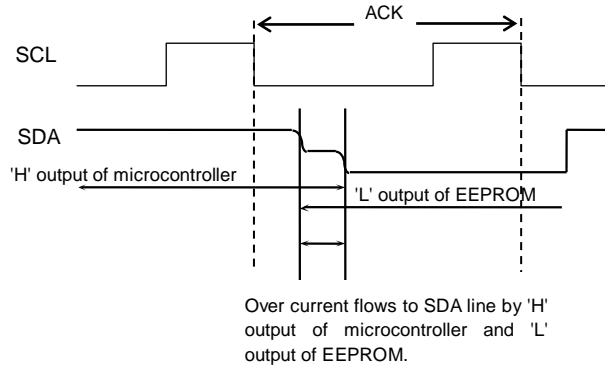 ACK
SCL
SDA
'H' output of microcontroller
'L' output of EEPROM
Over current flows to SDA line by 'H'
output of microcontroller and 'L'
output of EEPROM.